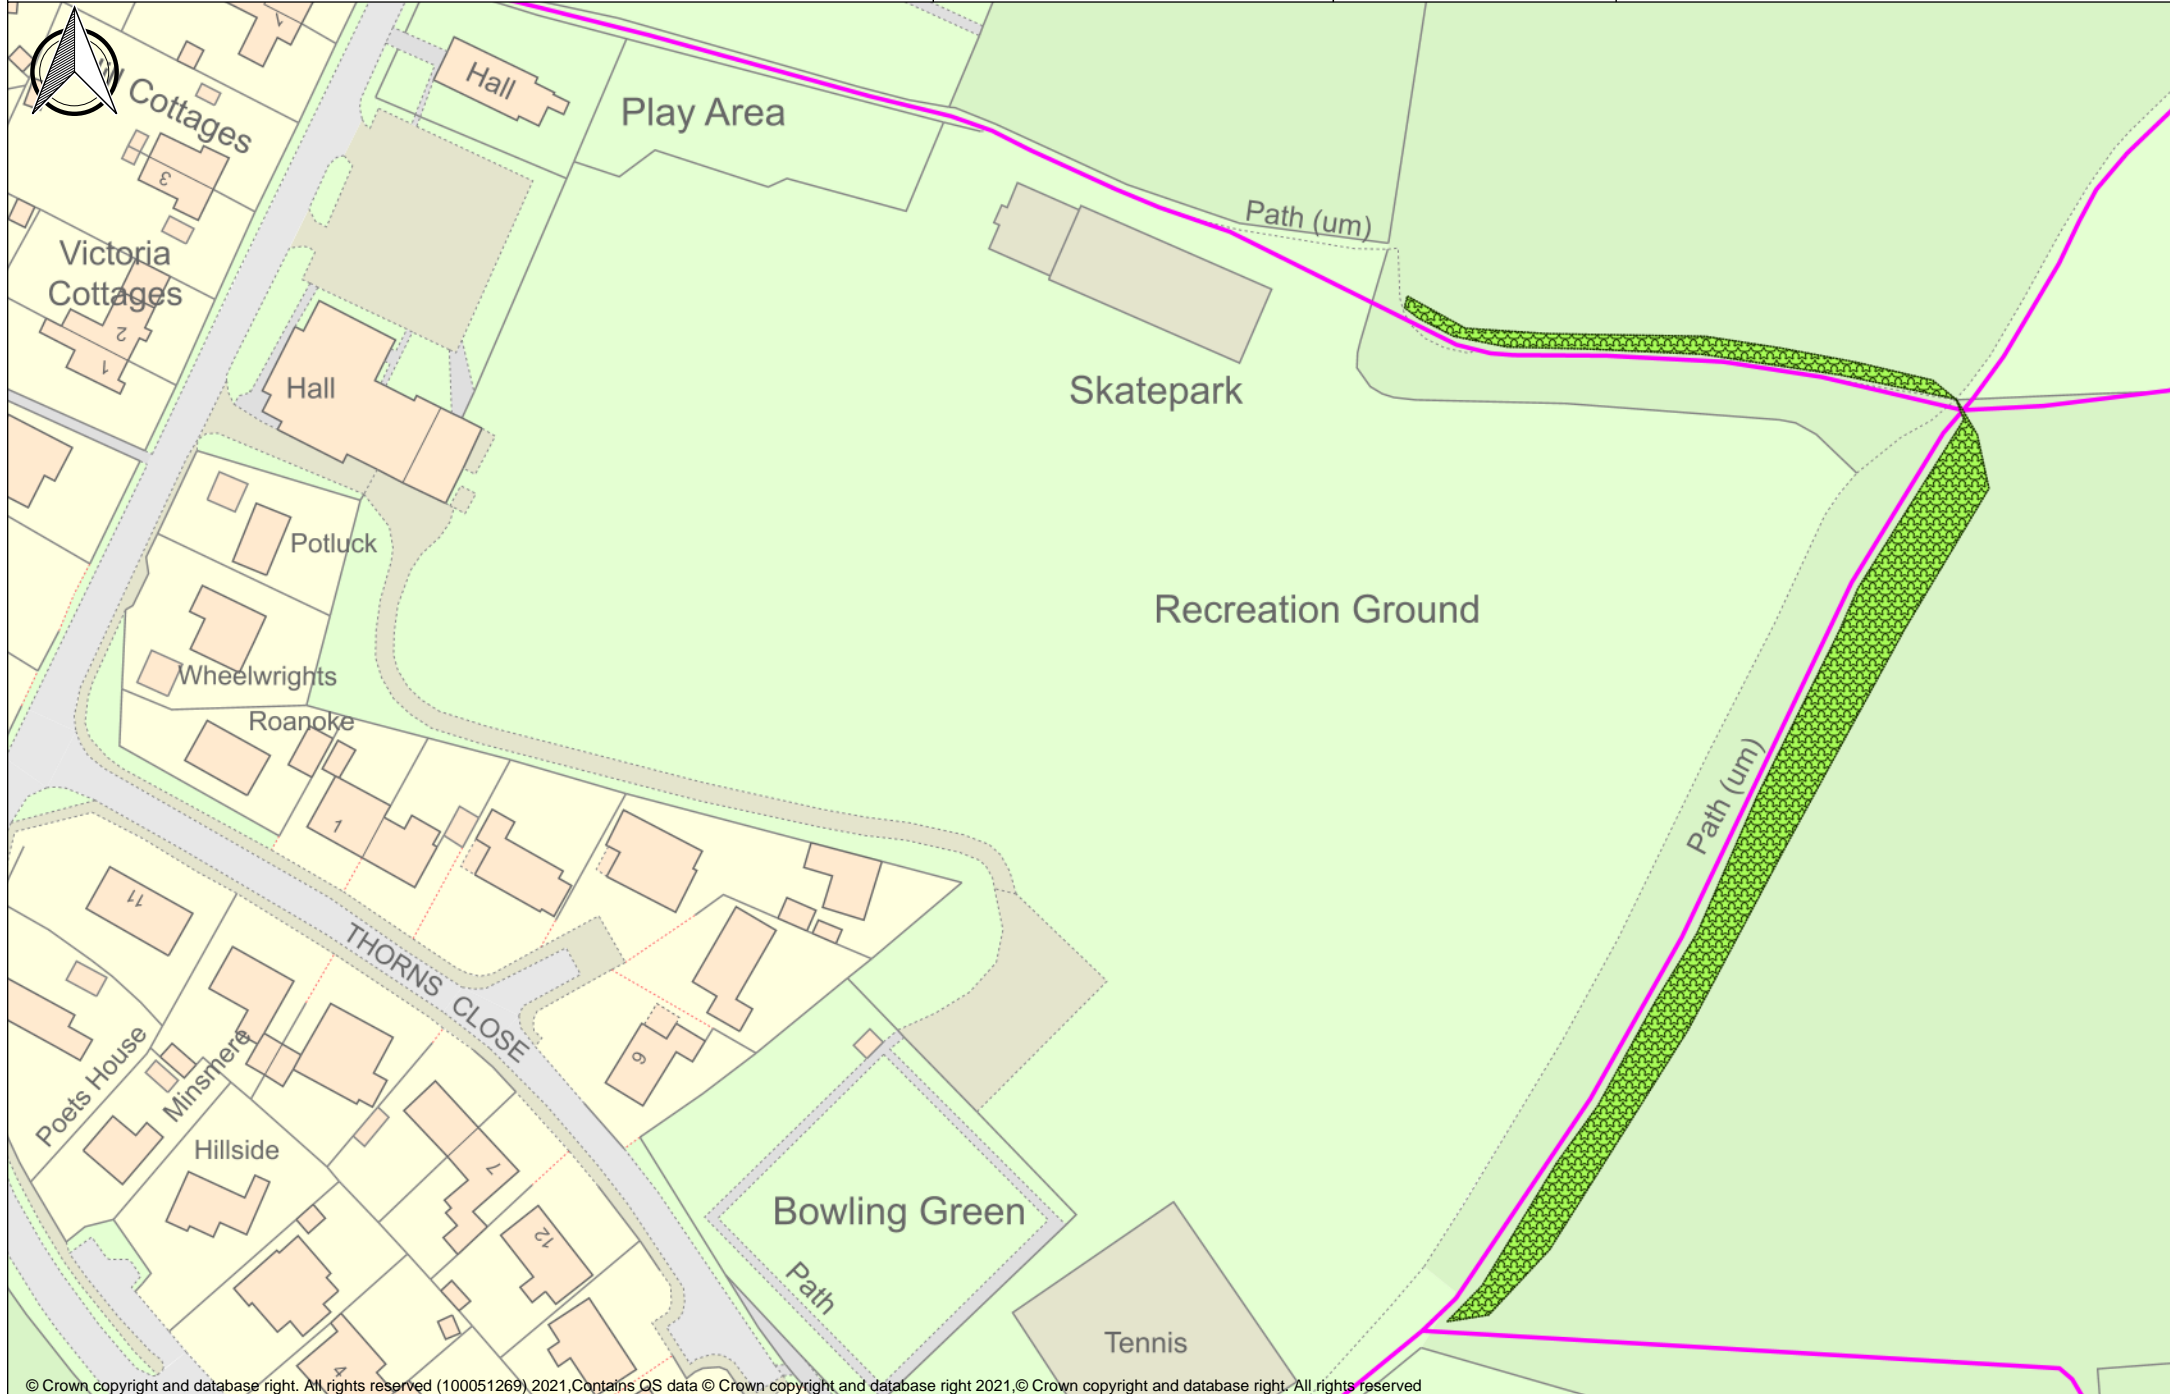 Cottages
Hall
Play Area
3
Path (um)
Victoria
Cottages
2
1
Hall
Skatepark
Potluck
Recreation Ground
Wheelwrights
Roanoke
1
Path (um)
11
THORNS CLOSE
Poets House
Minsmere
9
Hillside
7
Bowling Green
12
Path
Tennis
4
© Crown copyright and database right. All rights reserved (100051269) 2021,Contains OS data © Crown copyright and database right 2021,© Crown copyright and database right. All rights reserved